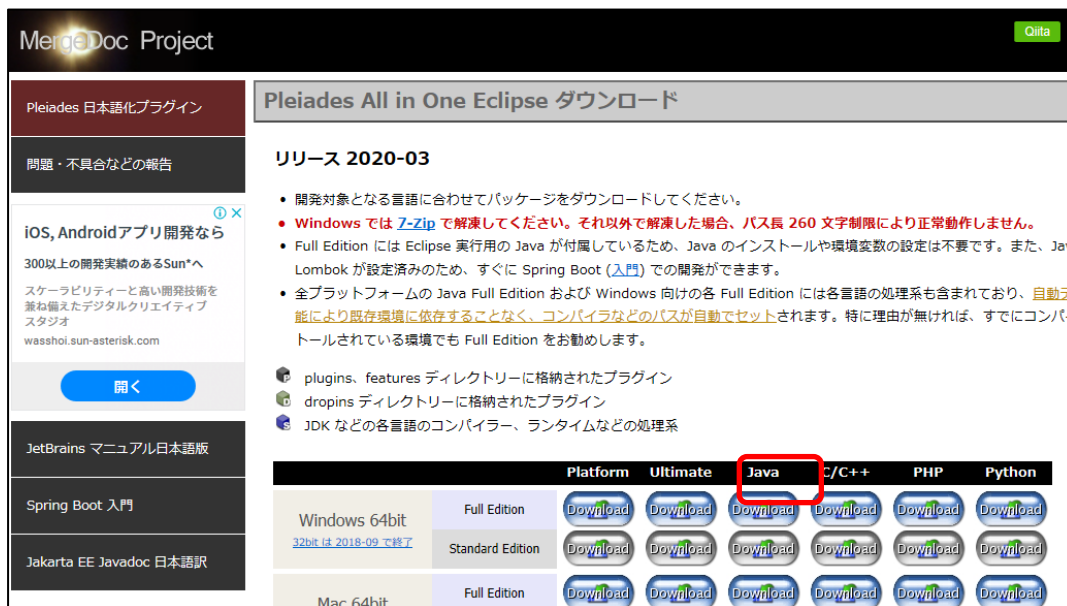 MergeDoc Project
Qiita
Pleiades 日本語化プラグイン
問題・不具合などの報告
iOS, Androidアプリ開発なら
300以上の開発実績のあるSun*へ
スケーラビリティーと高い開発技術を
兼ね備えたデジタルクリエイティブ
スタジオ
wasshoi.sun-asterisk.com
開く
JetBrains マニュアル日本語版
Spring Boot 入門
Jakarta EE Javadoc 日本語訳
Pleiades All in One Eclipse ダウンロード
リリース 2020-03
• 開発対象となる言語に合わせてパッケージをダウンロードしてください。
• Windows では 7-Zip で解凍してください。それ以外で解凍した場合、パス長 260 文字制限により正常動作しません。
• Full Edition には Eclipse 実行用の Java が付属しているため、Java のインストールや環境変数の設定は不要です。また、Jav
Lombok が設定済みのため、すぐに Spring Boot (入門) での開発ができます。
• 全プラットフォームの Java Full Edition および Windows 向けの各 Full Edition には各言語の処理系も含まれており、自動
能により既存環境に依存することなく、コンパイラなどのパスが自動でセットされます。特に理由が無ければ、すでにコンパ
トールされている環境でも Full Edition をお勧めします。
plugins、features ディレクトリーに格納されたプラグイン
dropins ディレクトリーに格納されたプラグイン
JDK などの各言語のコンパイラー、ランタイムなどの処理系
Platform Ultimate Java C/C++ PHP Python
Windows 64bit
32bit は 2018-09 で終了
Full Edition Download Download Download Download Download Download
Standard Edition Download Download Download Download Download Download
Mac 64bit
Full Edition Download Download Download Download Download Download